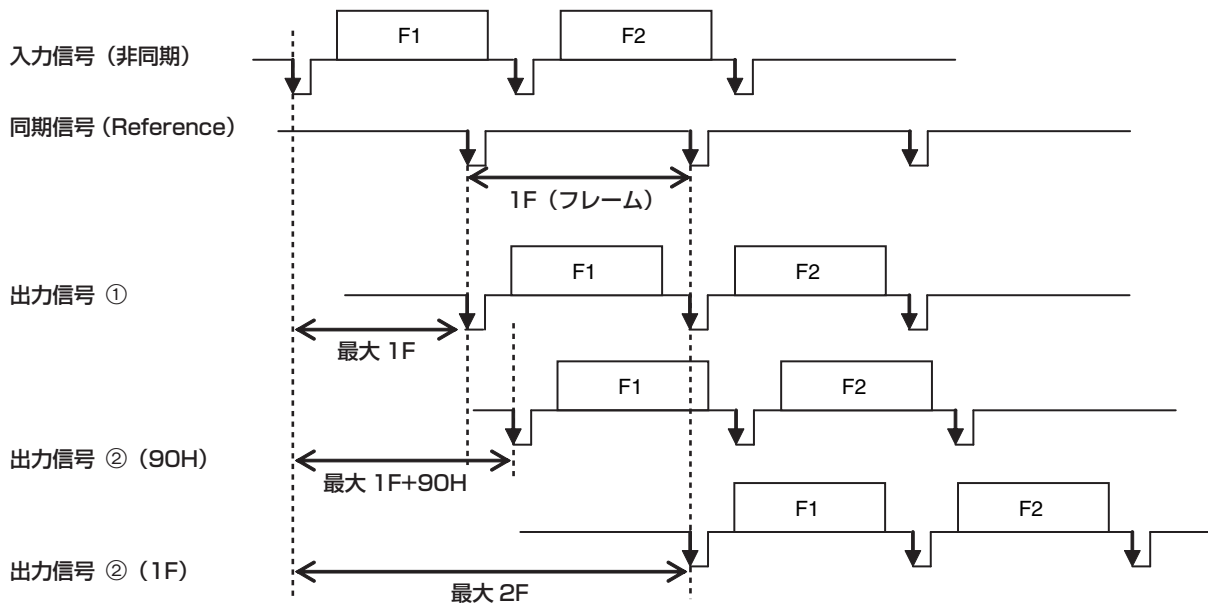 F1
F2
入力信号（非同期）
同期信号（Reference）
1F（フレーム）
F1
F2
出力信号 ①
最大 1F
F1
F2
出力信号 ②（90H）
最大 1F+90H
F1
F2
出力信号 ②（1F）
最大 2F